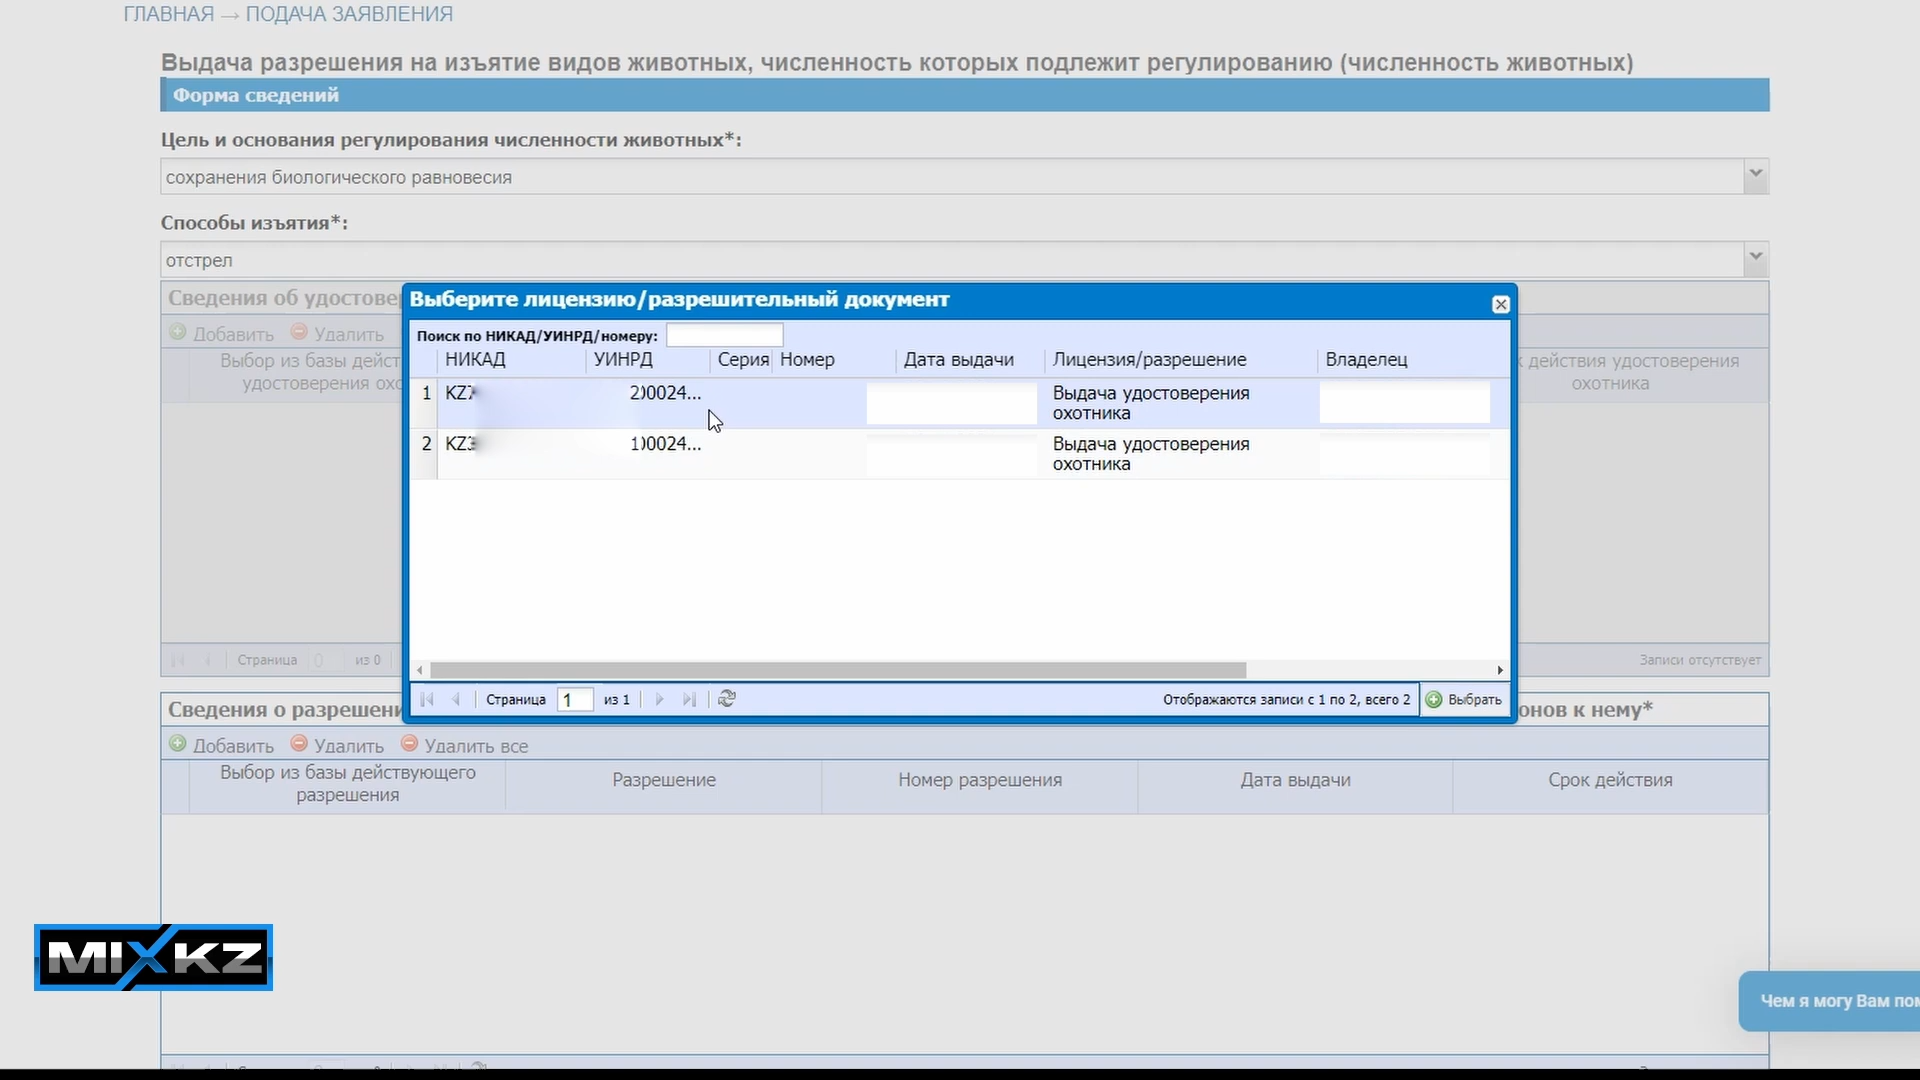 ГЛАВНАЯ → ПОДАЧА ЗАЯВЛЕНИЯ
Выдача разрешения на изъятие видов животных, численность которых подлежит регулированию (численность животных)
Форма сведений
Цель и основания регулирования численности животных*:
сохранения биологического равновесия
Способы изъятия*:
отстрел
Сведения об
Добавить Удалить
Выбор из базы
удостоверения
к действия удостоверения
охотника
Страница 0 из 0
Записи отсутствует
Выберите лицензию/разрешительный документ
Поиск по НИКАД/УИНРД/номеру:
НИКАД УИНРД Серия Номер Дата выдачи Лицензия/разрешение Владелец
1 KZ 00024... Выдача удостоверения
охотника
2 KZ 00024... Выдача удостоверения
охотника
Страница 1 из 1
Отображаются записи с 1 по 2, всего 2 Выбрать
Сведения о
онов к нему*
Добавить Удалить Удалить все
Выбор из базы действующего
разрешения
Разрешение Номер разрешения Дата выдачи Срок действия
MIXKZ
Чем я могу Вам